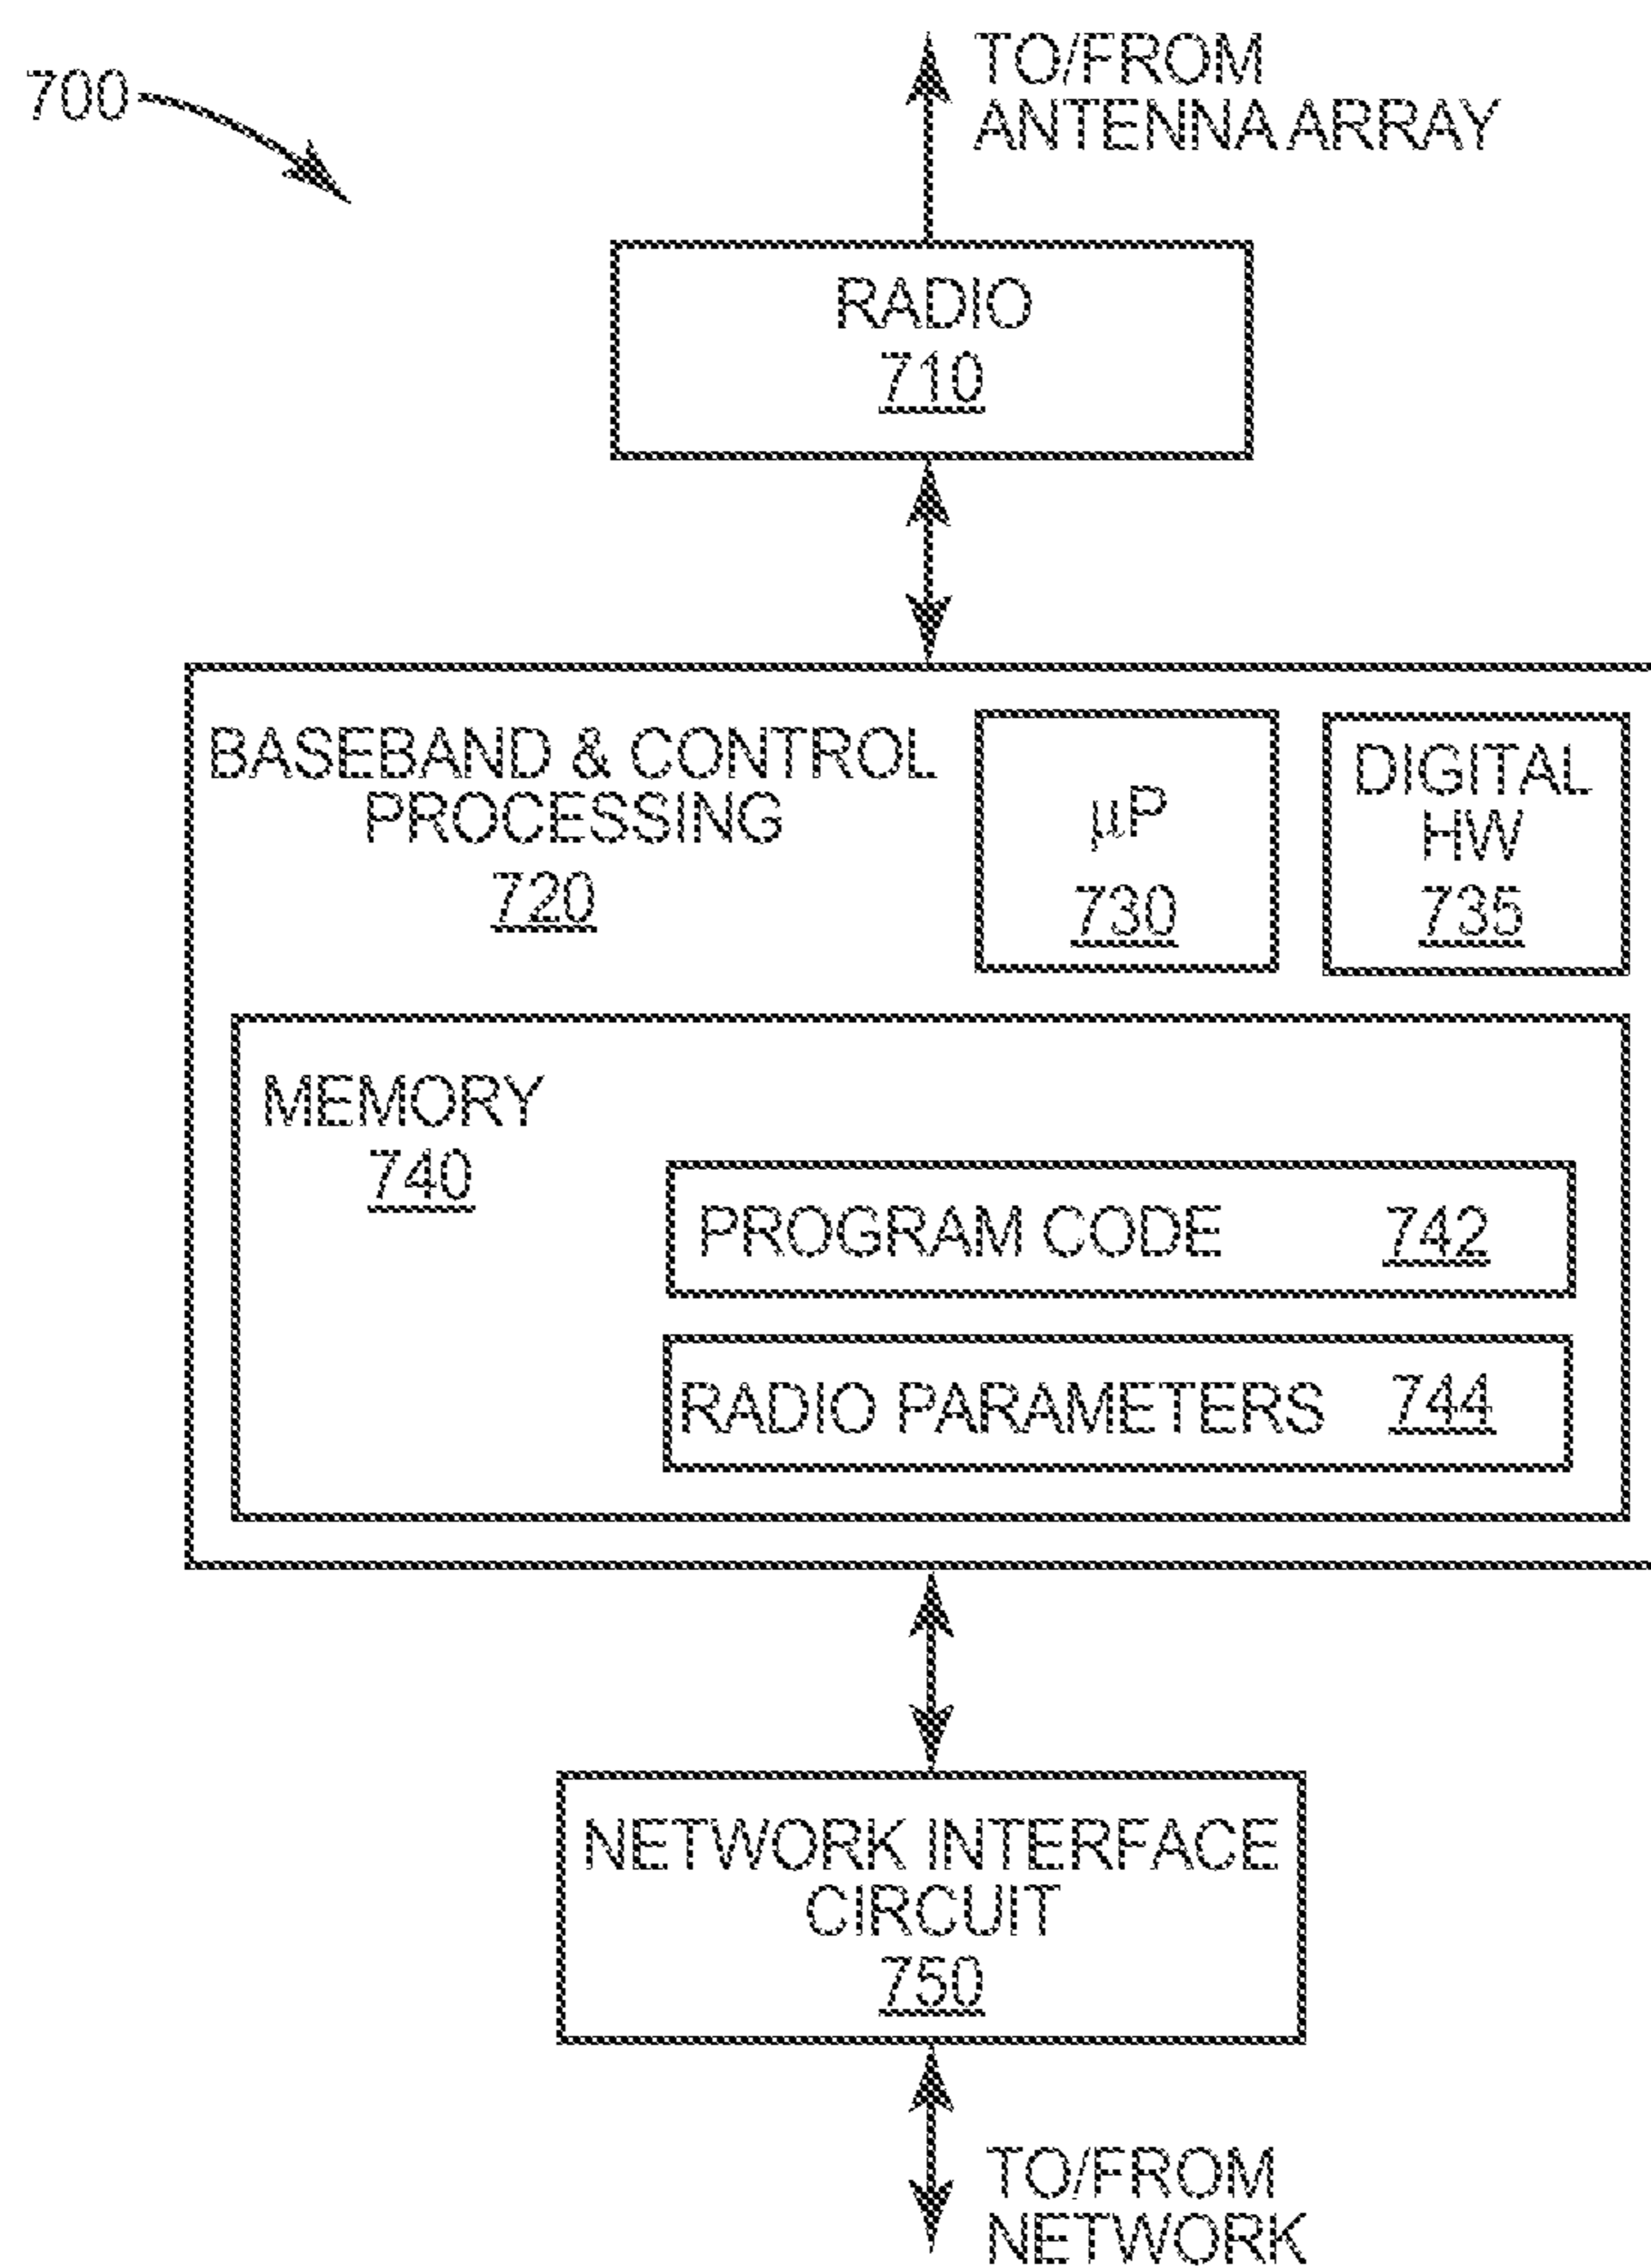 700
TO/FROM
ANTENNA ARRAY
RADIO
710
BASEBAND & CONTROL
PROCESSING
720
µP
730
DIGITAL
HW
735
MEMORY
740
PROGRAM CODE 742
RADIO PARAMETERS 744
NETWORK INTERFACE
CIRCUIT
750
TO/FROM
NETWORK